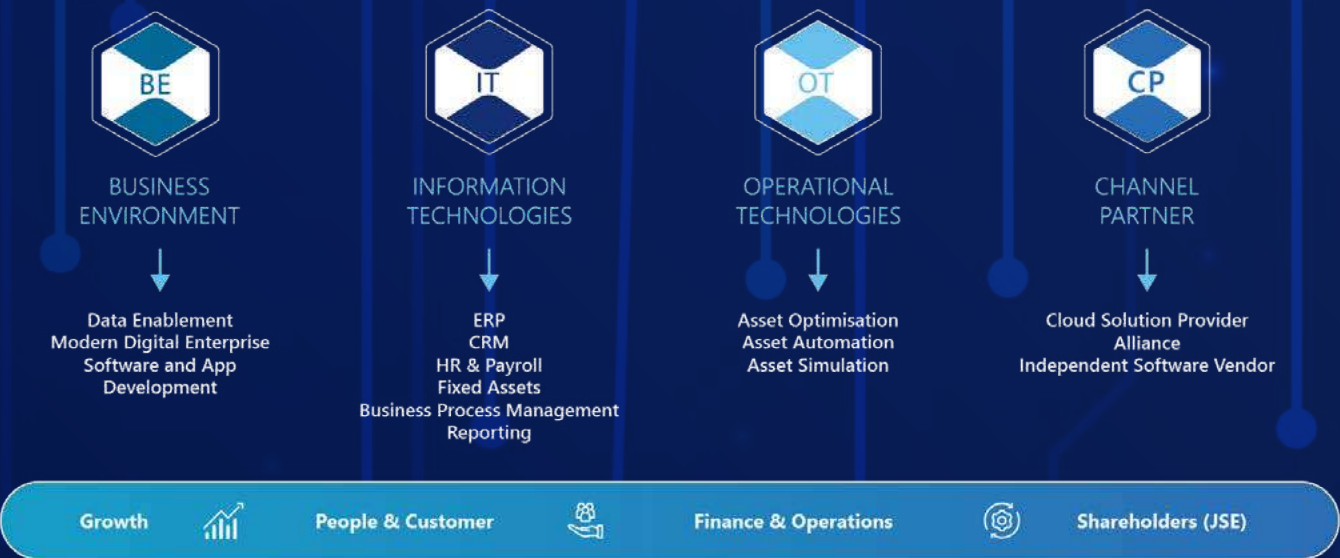 BE
BUSINESS
ENVIRONMENT
Data Enablement
Modern Digital Enterprise
Software and App
Development
IT
INFORMATION
TECHNOLOGIES
ERP
CRM
HR & Payroll
Fixed Assets
Business Process Management
Reporting
OT
OPERATIONAL
TECHNOLOGIES
Asset Optimisation
Asset Automation
Asset Simulation
CP
CHANNEL
PARTNER
Cloud Solution Provider
Alliance
Independent Software Vendor
Growth
People & Customer
Finance & Operations
Shareholders (JSE)